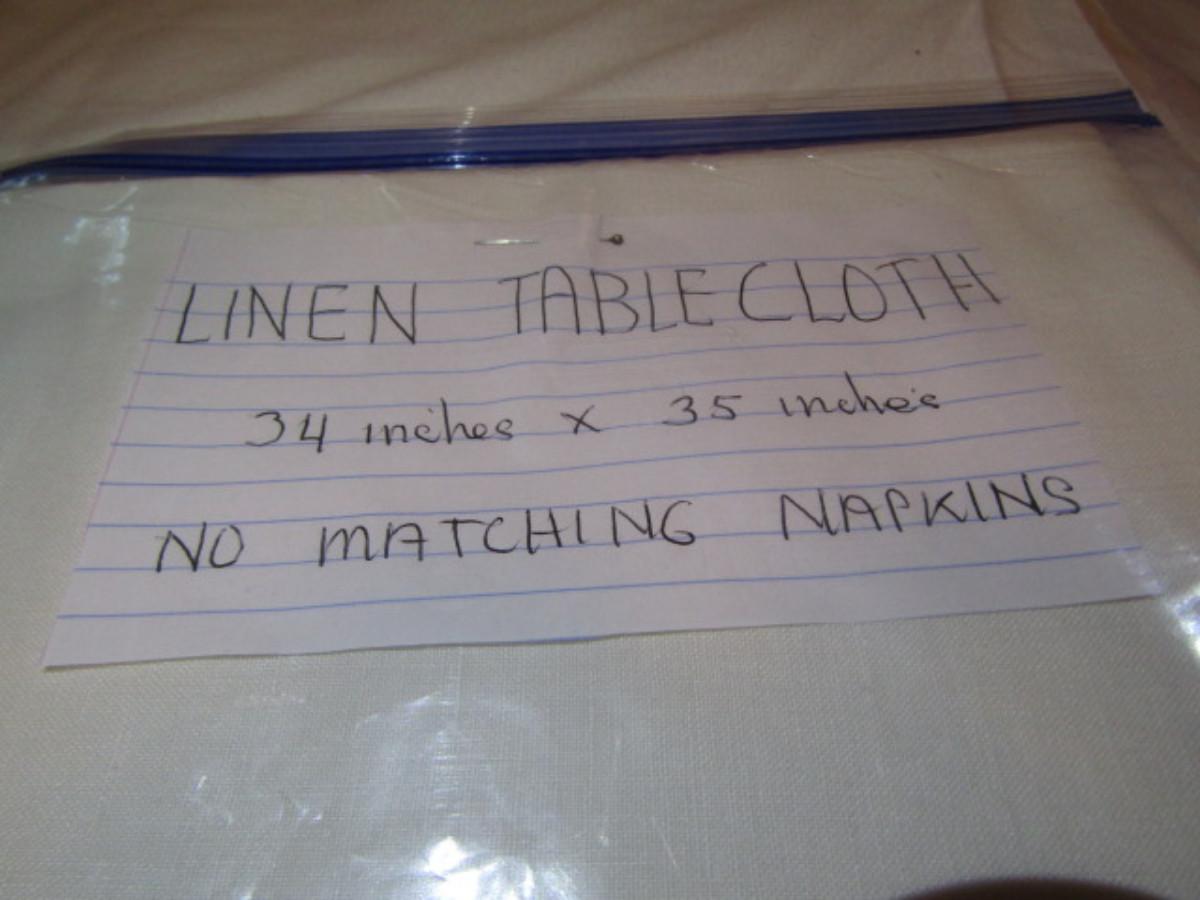 LINEN TABLECLOTH
34 inches x 35 inches
NO MATCHING NAPKINS